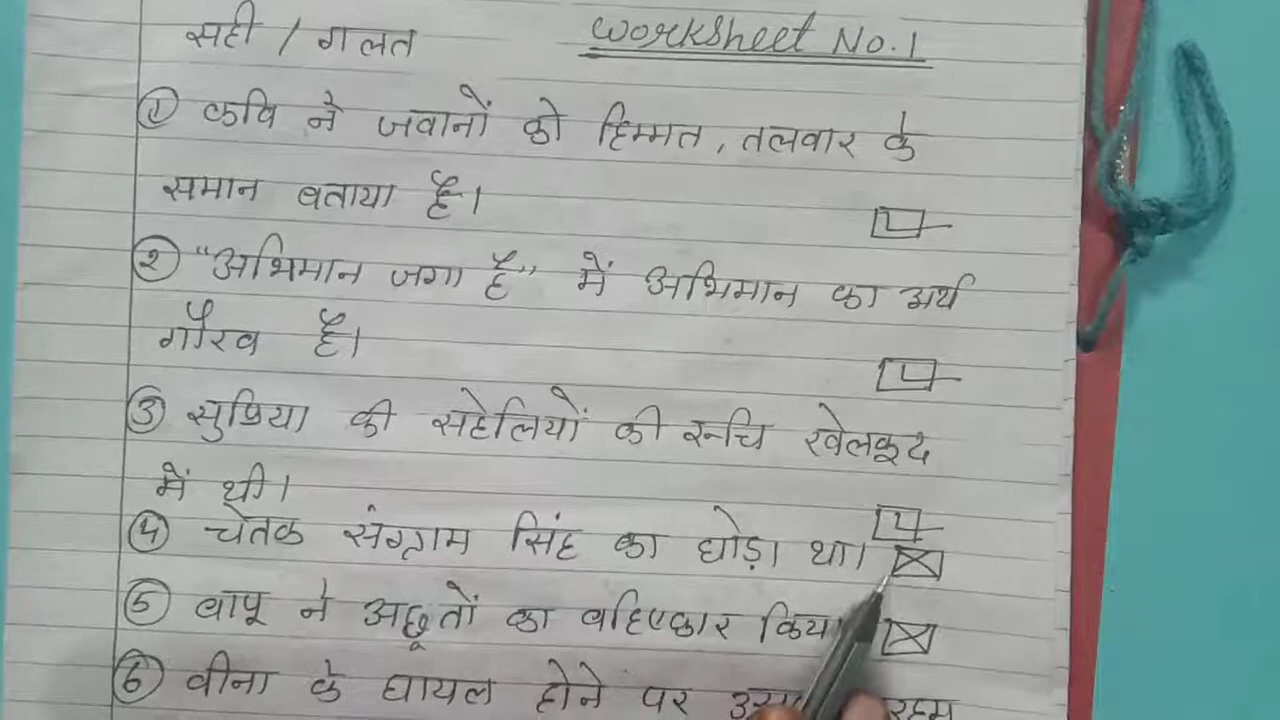 सही / गलत
Worksheet No. 1
① कवि ने जवानों को हिम्मत, तलवार के
समान बताया है।
② “अभिमान जगा है” में अभिमान का अर्थ
गौरव है।
③ सुप्रिया की सहेलियों की रूचि खेलकूद
में थी।
④ चेतक संग्राम सिंह का घोड़ा था।
⑤ बापू ने अछूतों का बहिष्कार किया
⑥ वीना के घायल होने पर